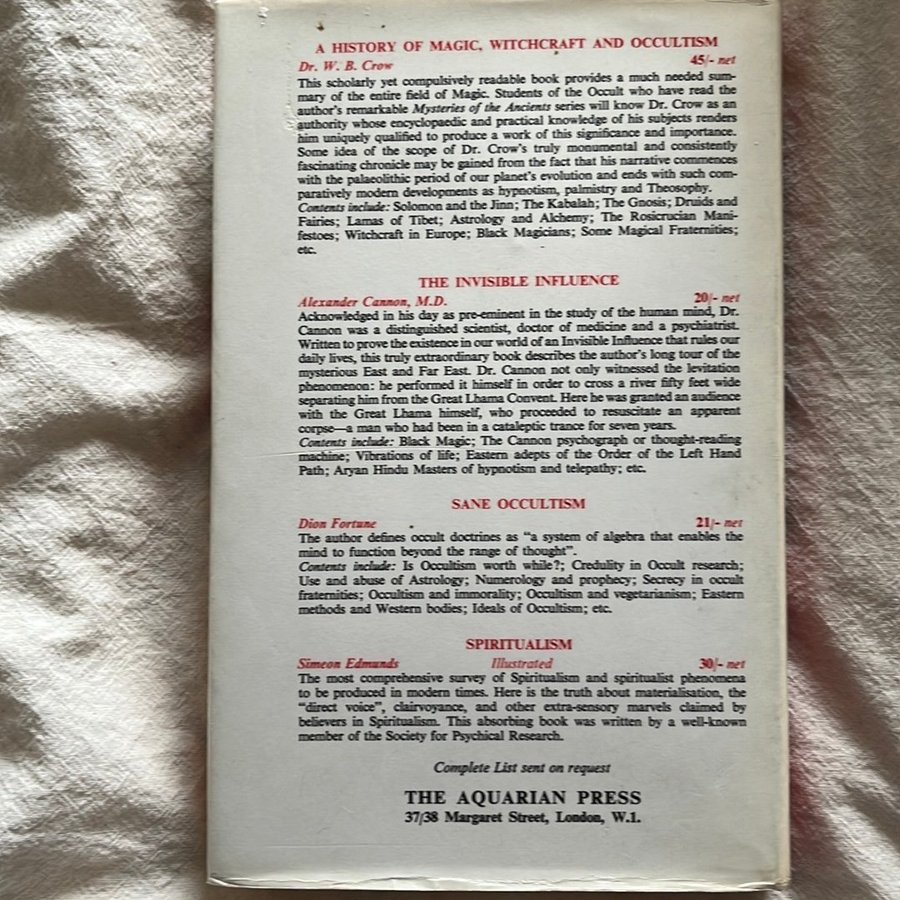 A HISTORY OF MAGIC, WITCHCRAFT AND OCCULTISM
Dr. W. B. Crow 45/- net
This scholarly yet compulsively readable book provides a much needed sum-
mary of the entire field of Magic. Students of the Occult who have read the
author's remarkable Mysteries of the Ancients series will know Dr. Crow as an
authority whose encyclopaedic and practical knowledge of his subjects renders
him uniquely qualified to produce a work of this significance and importance.
Some idea of the scope of Dr. Crow's truly monumental and consistently
fascinating chronicle may be gained from the fact that his narrative commences
with the palaeolithic period of our planet's evolution and ends with such com-
paratively modern developments as hypnotism, palmistry and Theosophy.
Contents include: Solomon and the Jinn; The Kabalah; The Gnosis; Druids and
Fairies; Lamas of Tibet; Astrology and Alchemy; The Rosicrucian Mani-
festoes; Witchcraft in Europe; Black Magicians; Some Magical Fraternities;
etc.
THE INVISIBLE INFLUENCE
Alexander Cannon, M.D. 20/- net
Acknowledged in his day as pre-eminent in the study of the human mind, Dr.
Cannon was a distinguished scientist, doctor of medicine and a psychiatrist.
Written to prove the existence in our world of an Invisible Influence that rules our
daily lives, this truly extraordinary book describes the author's long tour of the
mysterious East and Far East. Dr. Cannon not only witnessed the levitation
phenomenon: he performed it himself in order to cross a river fifty feet wide
separating him from the Great Lhama Convent. Here he was granted an audience
with the Great Lhama himself, who proceeded to resuscitate an apparent
corpse—a man who had been in a cataleptic trance for seven years.
Contents include: Black Magic; The Cannon psychograph or thought-reading
machine; Vibrations of life; Eastern adepts of the Order of the Left Hand
Path; Aryan Hindu Masters of hypnotism and telepathy; etc.
SANE OCCULTISM
Dion Fortune 21/- net
The author defines occult doctrines as "a system of algebra that enables the
mind to function beyond the range of thought".
Contents include: Is Occultism worth while?; Credulity in Occult research;
Use and abuse of Astrology; Numerology and prophecy; Secrecy in occult
fraternities; Occultism and immorality; Occultism and vegetarianism; Eastern
methods and Western bodies; Ideals of Occultism; etc.
SPIRITUALISM
Simeon Edmunds Illustrated 30/- net
The most comprehensive survey of Spiritualism and spiritualist phenomena
to be produced in modern times. Here is the truth about materialisation, the
"direct voice", clairvoyance, and other extra-sensory marvels claimed by
believers in Spiritualism. This absorbing book was written by a well-known
member of the Society for Psychical Research.
Complete List sent on request
THE AQUARIAN PRESS
37/38 Margaret Street, London, W.1.